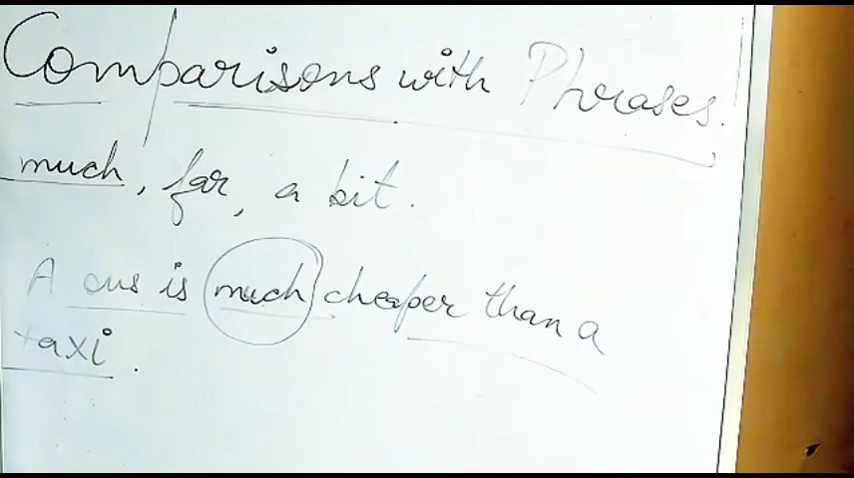 Comparisons with Phrases.
much, far, a bit.
A bus is much cheaper than a
taxi.